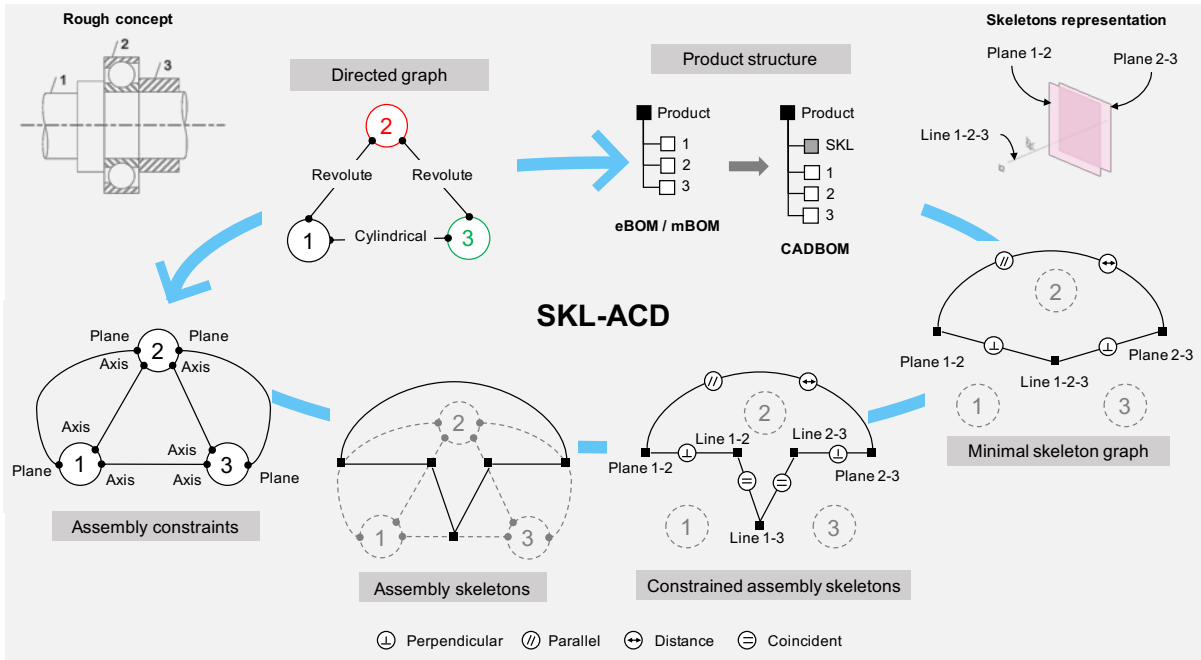 Rough concept
1
2
3
Directed graph
2
Revolute
Revolute
1
Cylindrical
3
Product structure
Product
1
2
3
eBOM / mBOM
Product
SKL
1
2
3
CADBOM
Skeletons representation
Plane 1-2
Plane 2-3
Line 1-2-3
SKL-ACD
Plane
Plane
2
Axis
Axis
Axis
Axis
Plane
1
3
Plane
Axis
Axis
Assembly constraints
2
1
3
Assembly skeletons
2
Line 1-2
Line 2-3
Plane 1-2
Plane 2-3
1
3
Line 1-3
Constrained assembly skeletons
2
Plane 1-2
Plane 2-3
Line 1-2-3
1
3
Minimal skeleton graph
Perpendicular
Parallel
Distance
Coincident